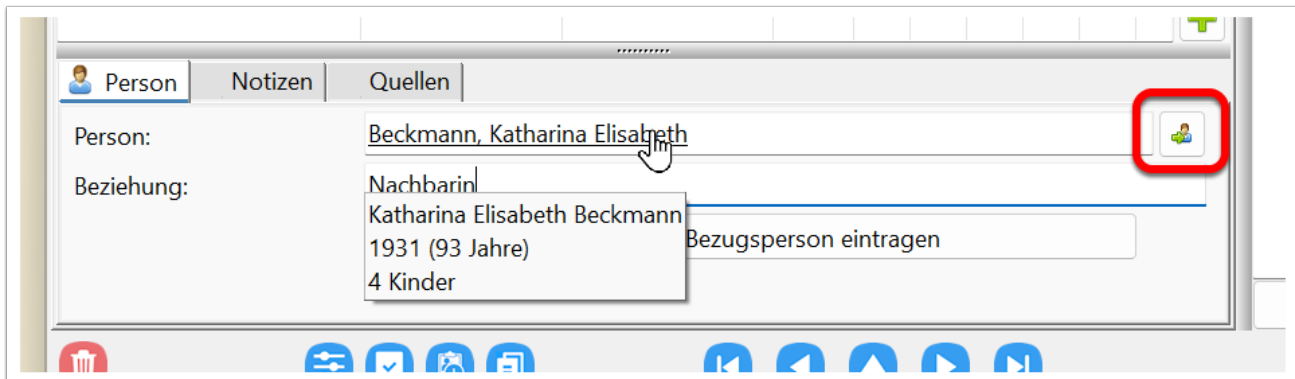 Person Notizen Quellen
Person: Beckmann, Katharina Elisabeth
Beziehung: Nachbarin
Katharina Elisabeth Beckmann
1931 (93 Jahre)
4 Kinder
Bezugsperson eintragen